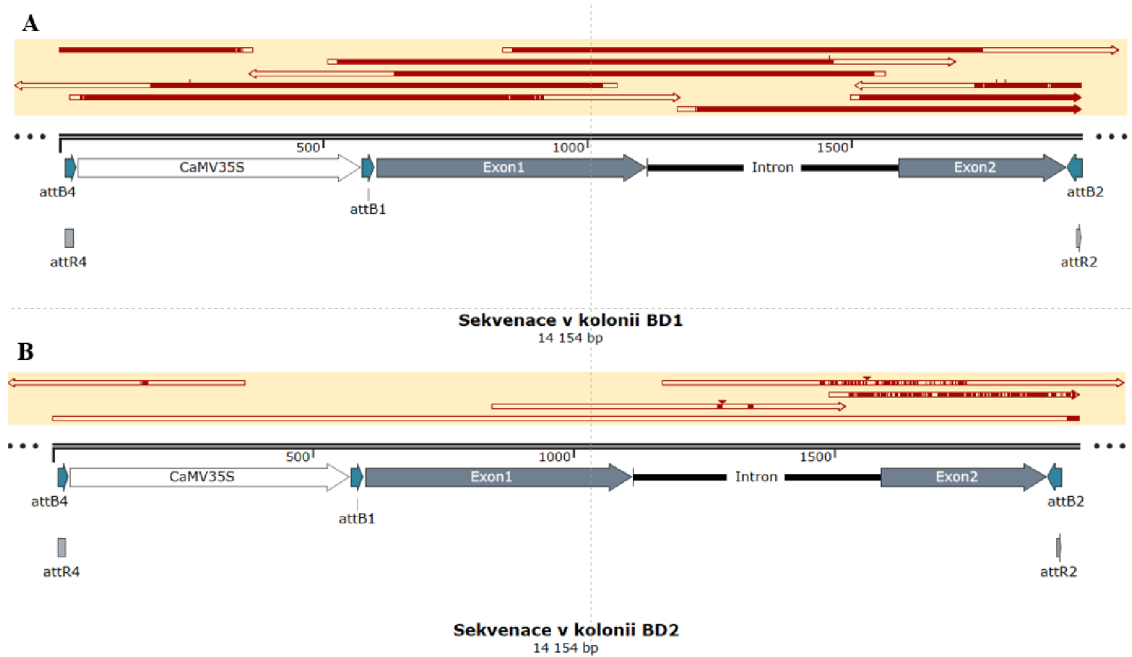 A
500
1000
1500
CaMV35S
Exon1
Intron
Exon2
attB4
attB1
attB2
attR4
attR2
Sekvenace v kolonii BD1
14 154 bp
B
500
1000
1500
CaMV35S
Exon1
Intron
Exon2
attB4
attB1
attB2
attR4
attR2
Sekvenace v kolonii BD2
14 154 bp